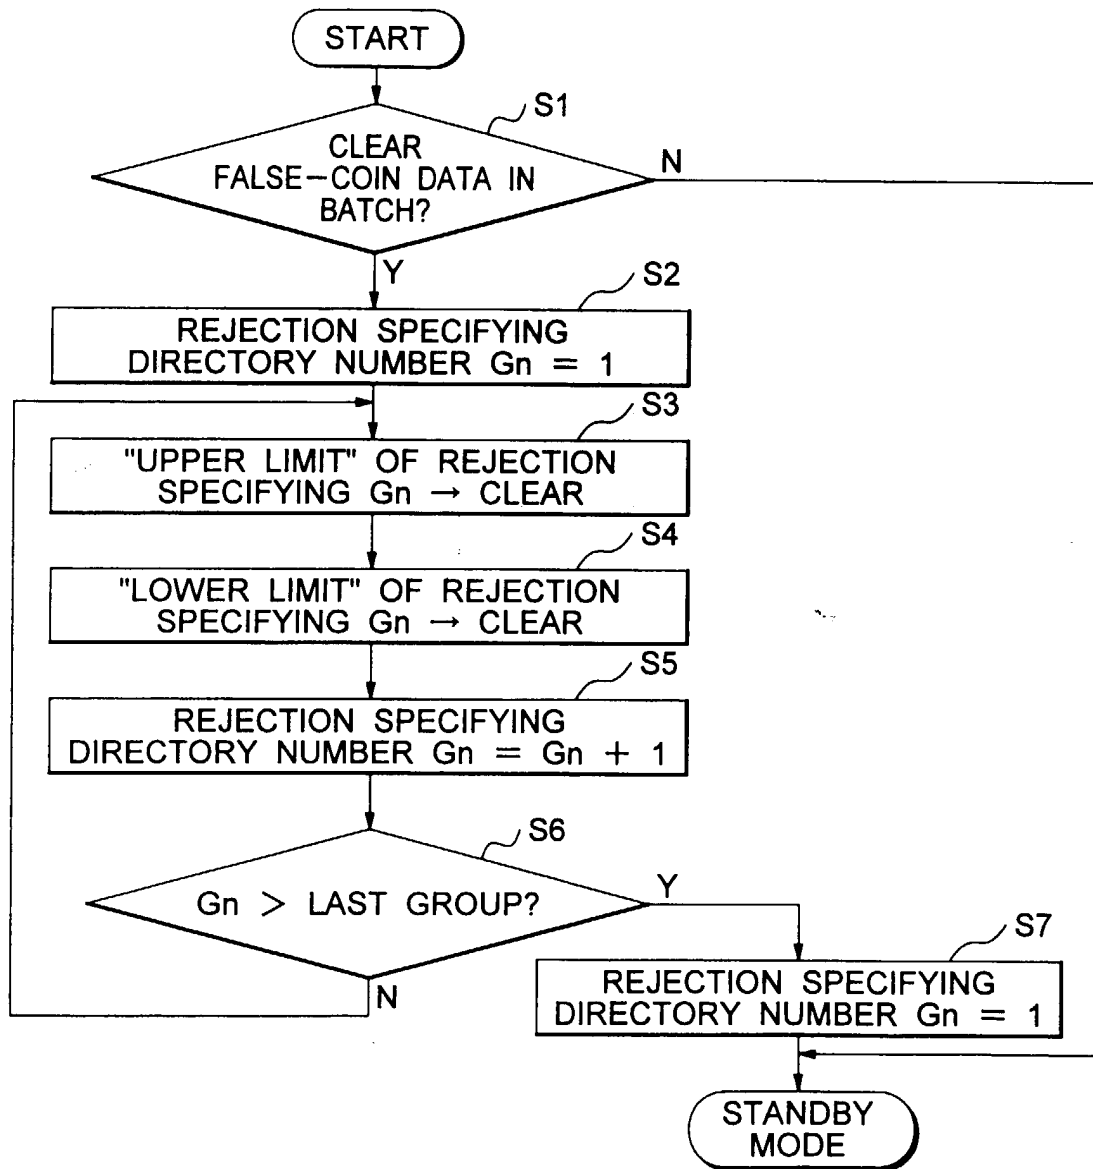 START
S1
CLEAR
FALSE-COIN DATA IN
BATCH?
N
Y
S2
REJECTION SPECIFYING
DIRECTORY NUMBER Gn = 1
S3
"UPPER LIMIT" OF REJECTION
SPECIFYING Gn → CLEAR
S4
"LOWER LIMIT" OF REJECTION
SPECIFYING Gn → CLEAR
S5
REJECTION SPECIFYING
DIRECTORY NUMBER Gn = Gn + 1
S6
Gn > LAST GROUP?
Y
N
S7
REJECTION SPECIFYING
DIRECTORY NUMBER Gn = 1
STANDBY
MODE